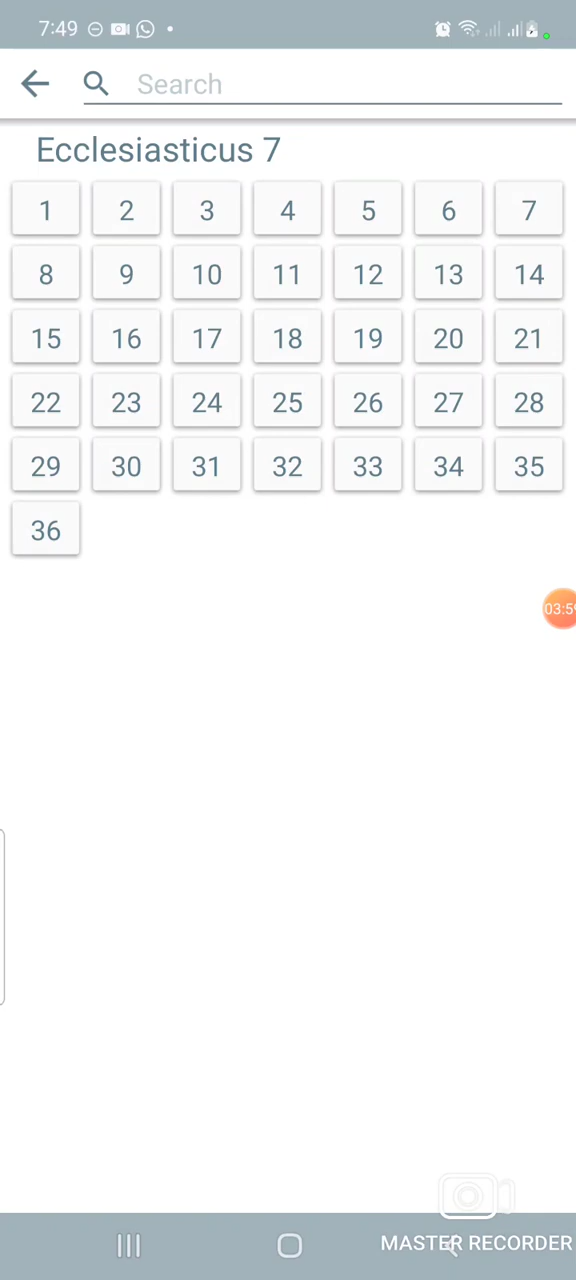 7:49
Search
Ecclesiasticus 7
1 2 3 4 5 6 7
8 9 10 11 12 13 14
15 16 17 18 19 20 21
22 23 24 25 26 27 28
29 30 31 32 33 34 35
36
03:59
MASTER RECORDER